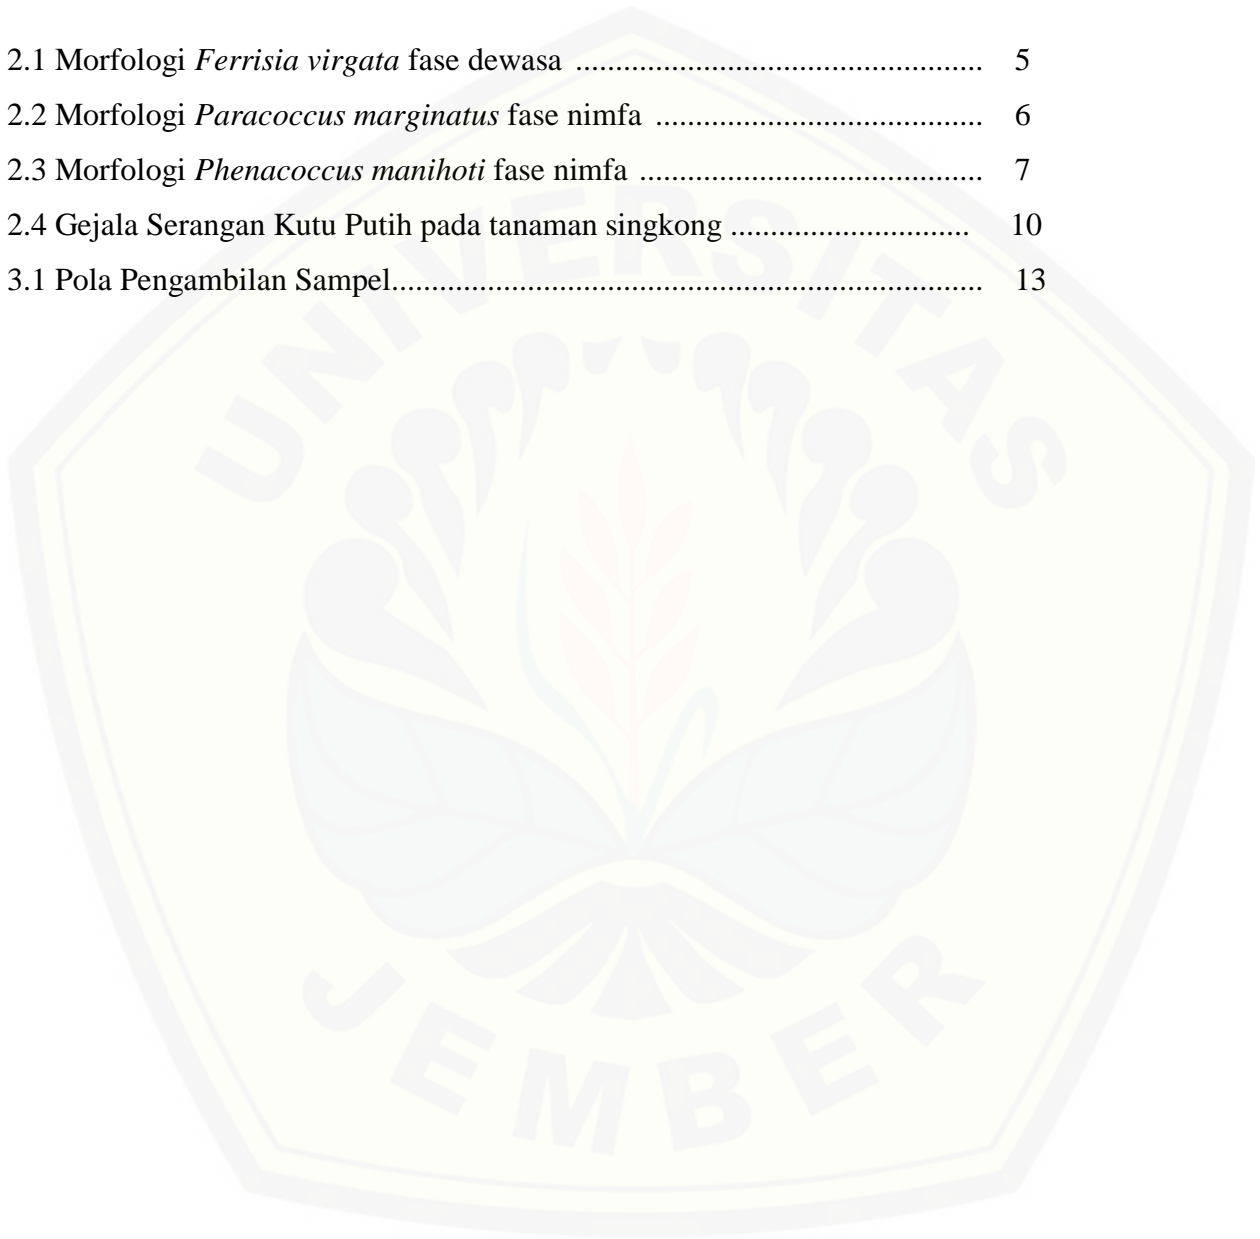 2.1 Morfologi Ferrisia virgata fase dewasa ................................................... 5
2.2 Morfologi Paracoccus marginatus fase nimfa ......................................... 6
2.3 Morfologi Phenacoccus manihoti fase nimfa ........................................... 7
2.4 Gejala Serangan Kutu Putih pada tanaman singkong .............................. 10
3.1 Pola Pengambilan Sampel.......................................................................... 13
UNIVERSITAS
JEMBER